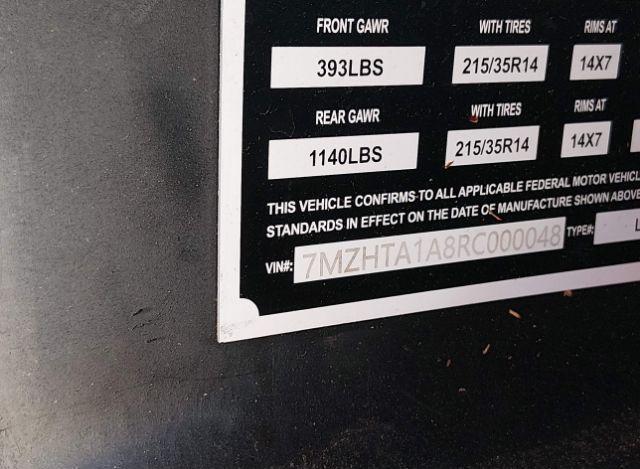 FRONT GAWR WITH TIRES RIMS AT
393LBS 215/35R14 14X7
REAR GAWR WITH TIRES RIMS AT
1140LBS 215/35R14 14X7
THIS VEHICLE CONFIRMS TO ALL APPLICABLE FEDERAL MOTOR VEHICL
STANDARDS IN EFFECT ON THE DATE OF MANUFACTURE SHOWN ABOVE
VIN#: 7MZHTA1A8RC000048 TYPE#: L